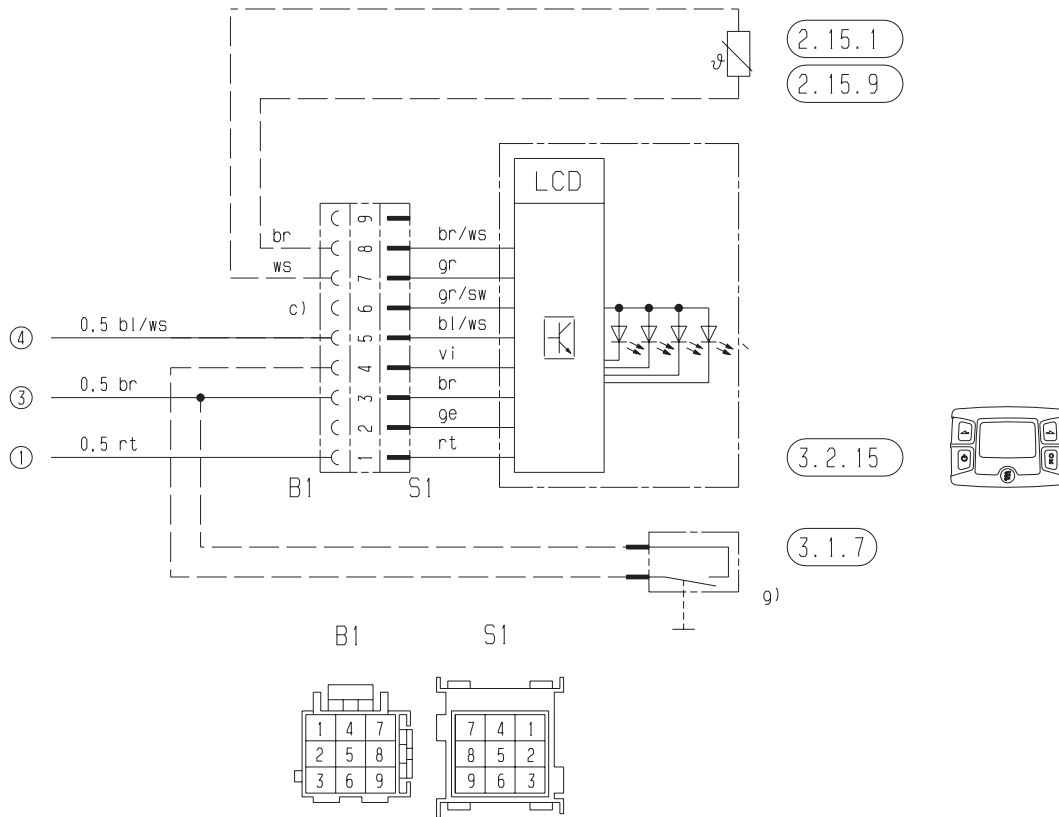 2.15.1
2.15.9
LCD
9
br 8 br/ws
ws 7 gr
c) 6 gr/sw
④ 0,5 bl/ws 5 bl/ws
4 vi
③ 0,5 br 3 br
2 ge
① 0,5 rt 1 rt
B1 S1
3.2.15
OK
3.1.7
g)
B1 S1
1 4 7
2 5 8
3 6 9
7 4 1
8 5 2
9 6 3